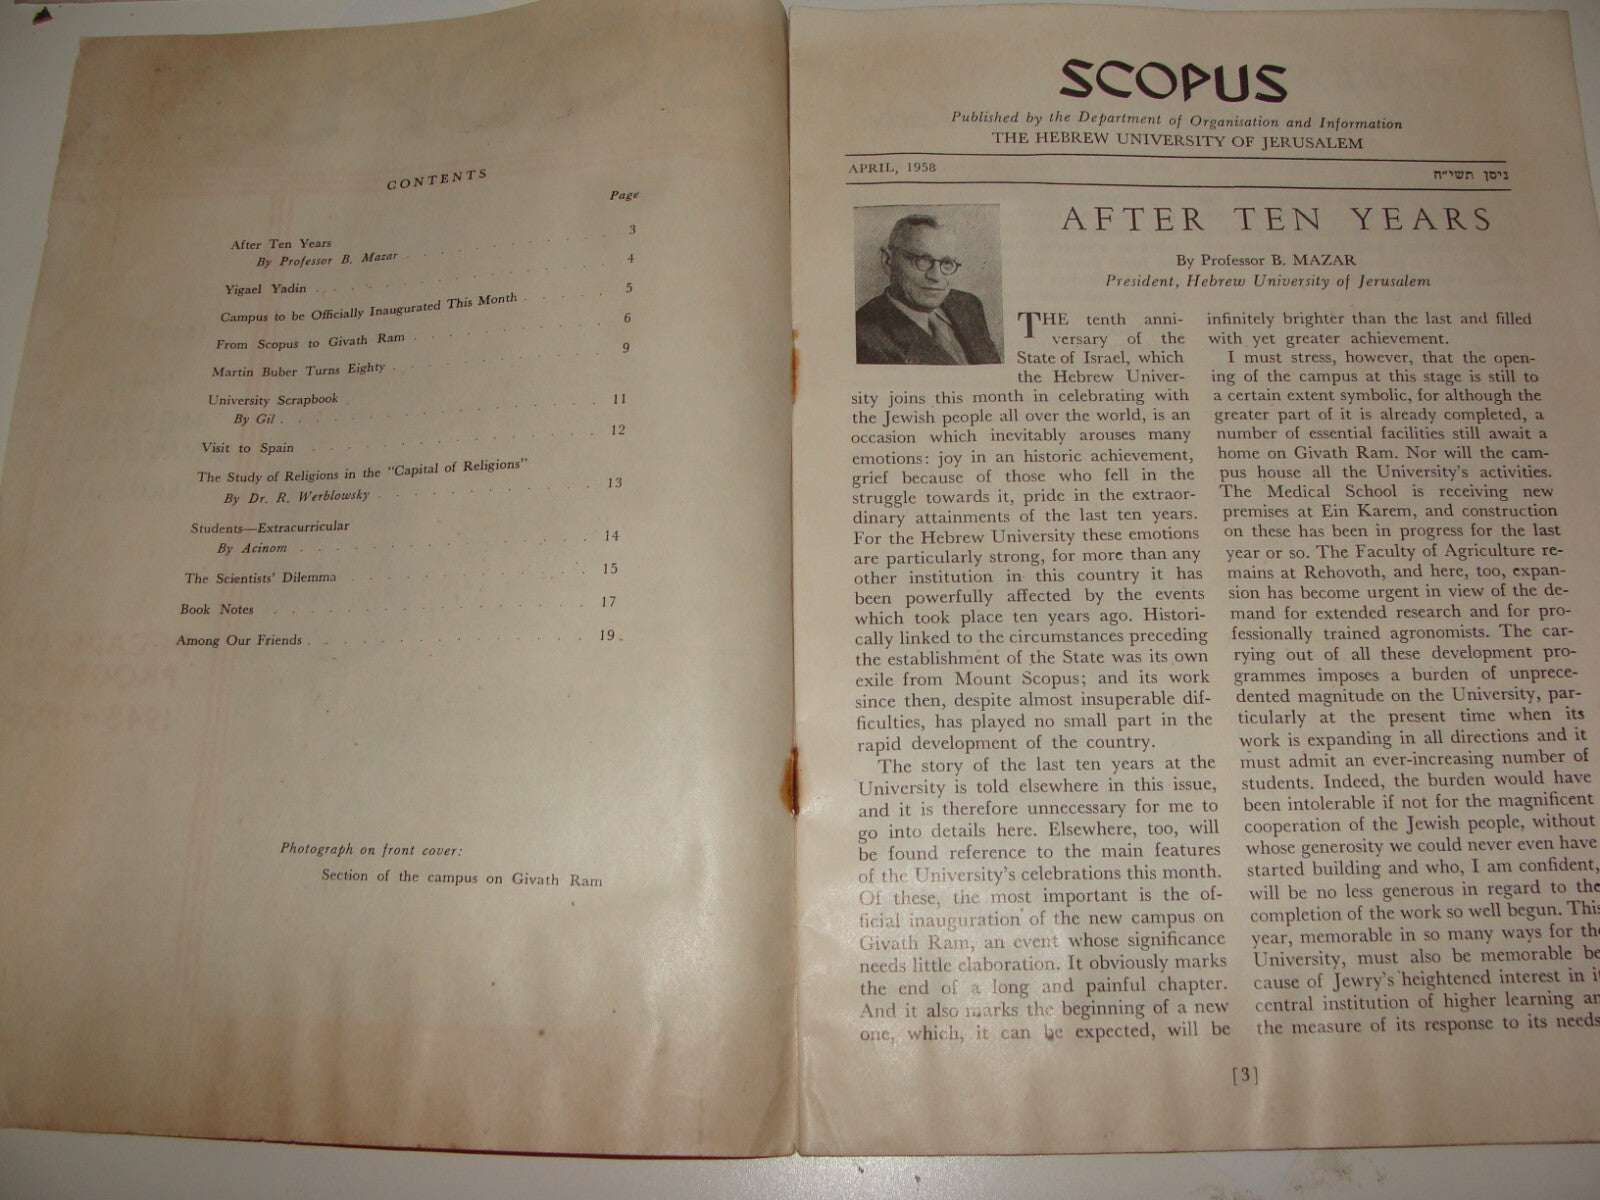 CONTENTS
Page
After Ten Years
By Professor B. Mazar . . . . . . . . 3
Yigael Yadin . . . . . . . . 4
Campus to be Officially Inaugurated This Month . . . . 5
From Scopus to Givath Ram . . . . . . . . 6
Martin Buber Turns Eighty . . . . . . . . 9
University Scrapbook
By Gil . . . . . . . . 11
Visit to Spain . . . . . . . . 12
The Study of Religions in the "Capital of Religions"
By Dr. R. Werblowsky . . . . . . . . 13
Students—Extracurricular
By Acinom . . . . . . . . 14
The Scientists' Dilemma . . . . . . . . 15
Book Notes . . . . . . . . 17
Among Our Friends . . . . . . . . 19
Photograph on front cover:
Section of the campus on Givath Ram
SCOPUS
Published by the Department of Organisation and Information
THE HEBREW UNIVERSITY OF JERUSALEM
APRIL, 1958
ניסן תשי״ח
AFTER TEN YEARS
By Professor B. MAZAR
President, Hebrew University of Jerusalem
THE tenth anni-
versary of the
State of Israel, which
the Hebrew Univer-
sity joins this month in celebrating with
the Jewish people all over the world, is an
occasion which inevitably arouses many
emotions: joy in an historic achievement,
grief because of those who fell in the
struggle towards it, pride in the extraor-
dinary attainments of the last ten years.
For the Hebrew University these emotions
are particularly strong, for more than any
other institution in this country it has
been powerfully affected by the events
which took place ten years ago. Histori-
cally linked to the circumstances preceding
the establishment of the State was its own
exile from Mount Scopus; and its work
since then, despite almost insuperable dif-
ficulties, has played no small part in the
rapid development of the country.
The story of the last ten years at the
University is told elsewhere in this issue,
and it is therefore unnecessary for me to
go into details here. Elsewhere, too, will
be found reference to the main features
of the University's celebrations this month.
Of these, the most important is the of-
ficial inauguration of the new campus on
Givath Ram, an event whose significance
needs little elaboration. It obviously marks
the end of a long and painful chapter.
And it also marks the beginning of a new
one, which, it can be expected, will be
infinitely brighter than the last and filled
with yet greater achievement.
I must stress, however, that the open-
ing of the campus at this stage is still to
a certain extent symbolic, for although the
greater part of it is already completed, a
number of essential facilities still await a
home on Givath Ram. Nor will the cam-
pus house all the University's activities.
The Medical School is receiving new
premises at Ein Karem, and construction
on these has been in progress for the last
year or so. The Faculty of Agriculture re-
mains at Rehovoth, and here, too, expan-
sion has become urgent in view of the de-
mand for extended research and for pro-
fessionally trained agronomists. The car-
rying out of all these development pro-
grammes imposes a burden of unprece-
dented magnitude on the University, par-
ticularly at the present time when its
work is expanding in all directions and it
must admit an ever-increasing number of
students. Indeed, the burden would have
been intolerable if not for the magnificent
cooperation of the Jewish people, without
whose generosity we could never even have
started building and who, I am confident,
will be no less generous in regard to the
completion of the work so well begun. This
year, memorable in so many ways for the
University, must also be memorable be
cause of Jewry's heightened interest in it
central institution of higher learning an
the measure of its response to its needs
[3]